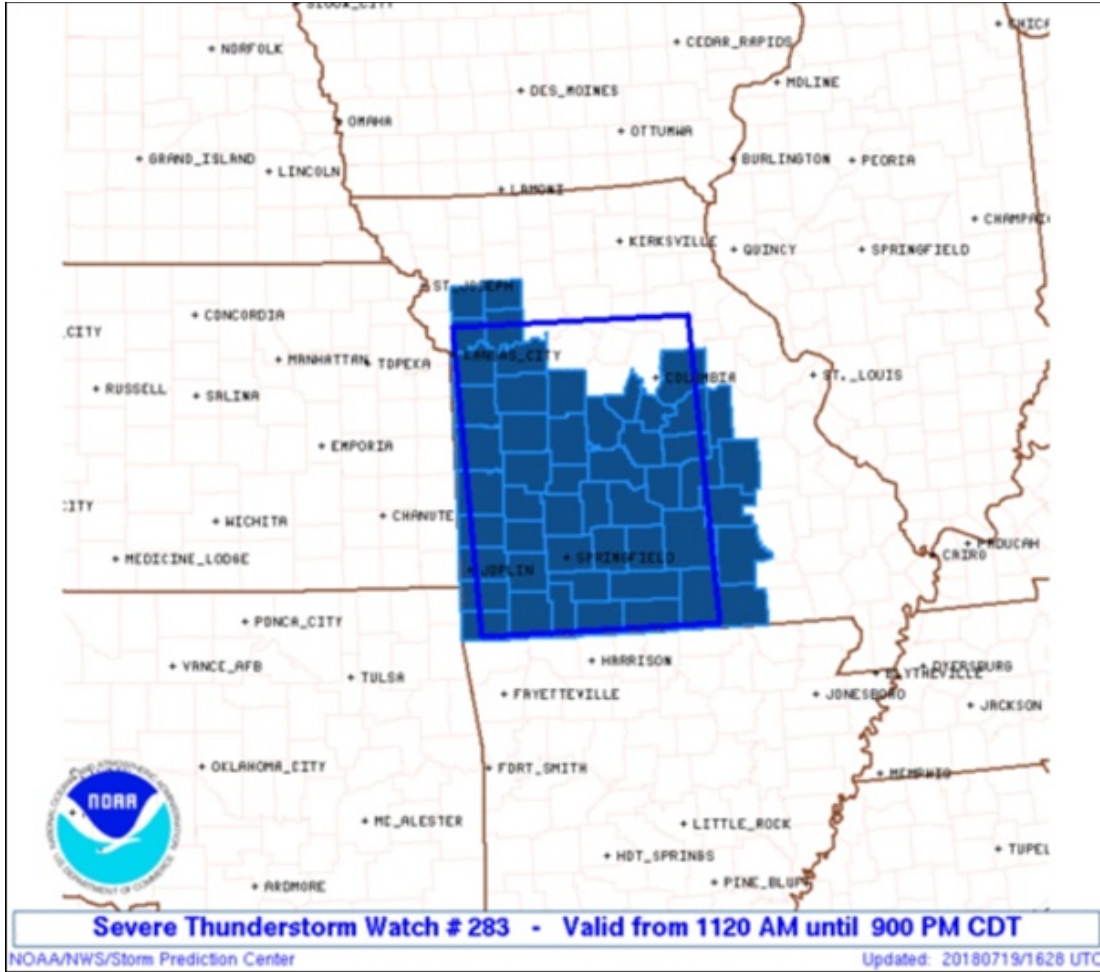 SIOUX_CITY
CHICA
NORFOLK
CEDAR_RAPIDS
MOLINE
DES_MOINES
OMAHA
OTTUMWA
GRAND_ISLAND
LINCOLN
BURLINGTON
PEORIA
LAMONI
CHAMPAI
KIRKSVILLE
QUINCY
SPRINGFIELD
ST_JOSEPH
CONCORDIA
_CITY
MANHATTAN
TOPEKA
KANSAS_CITY
RUSSELL
SALINA
COLUMBIA
ST._LOUIS
EMPORIA
CITY
WICHITA
CHANUTE
MEDICINE_LODGE
JOPLIN
SPRINGFIELD
CAIRO
PADUCAH
PONCA_CITY
VANCE_AFB
TULSA
HARRISON
BLYTHEVILLE
DYERSBURG
FAYETTEVILLE
JONESBORO
JACKSON
OKLAHOMA_CITY
FORT_SMITH
MEMPHIS
NOAA
MC_ALESTER
LITTLE_ROCK
HOT_SPRINGS
TUPEL
ARDMORE
PINE_BLUFF
Severe Thunderstorm Watch # 283 - Valid from 1120 AM until 900 PM CDT
NOAA/NWS/Storm Prediction Center
Updated: 20180719/1628 UTC